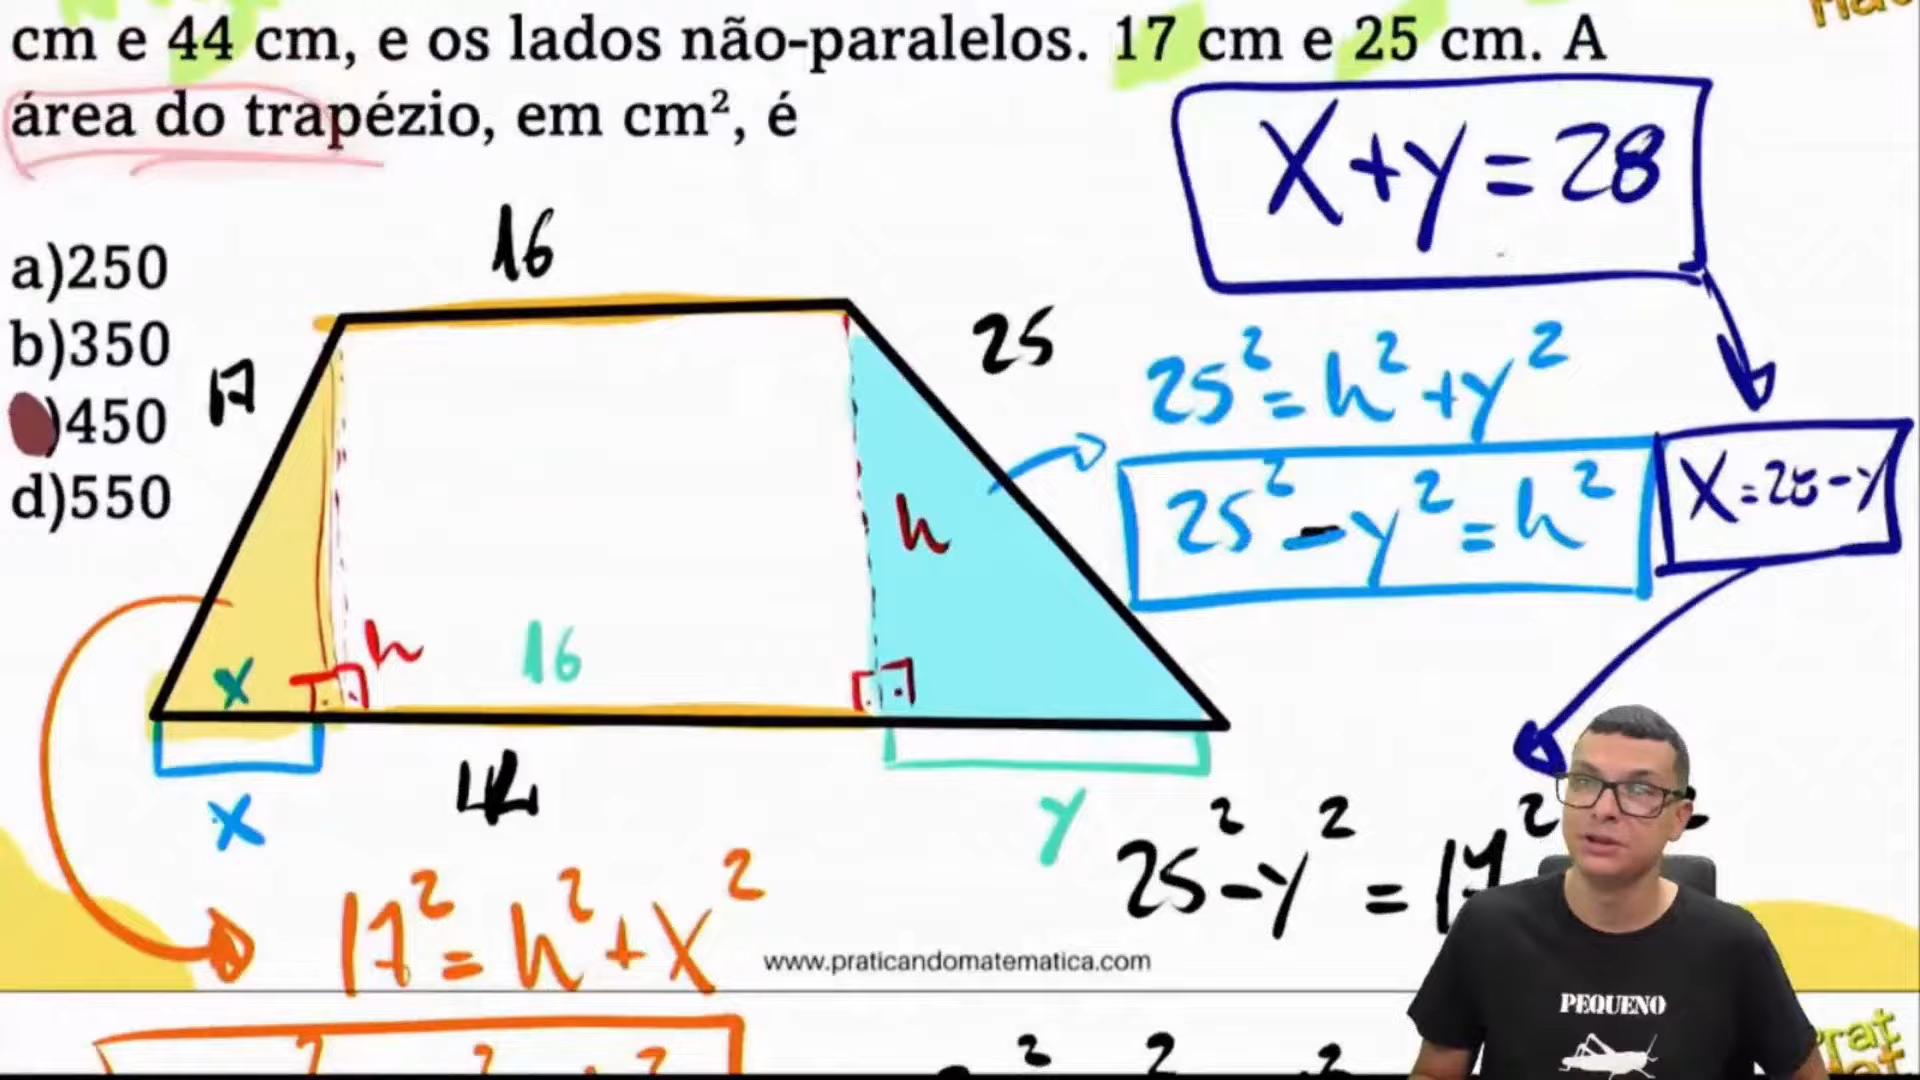 cm e 44 cm, e os lados não-paralelos. 17 cm e 25 cm. A
área do trapézio, em cm², é
X+y=28
a)250
b)350
)450
d)550
16
17
25
25²=h²+y²
25²-y²=h²
X=28-y
h
h
16
x
44
x
y
25²-y²=17²
17²=h²+X²
www.praticandomatematica.com
PEQUENO